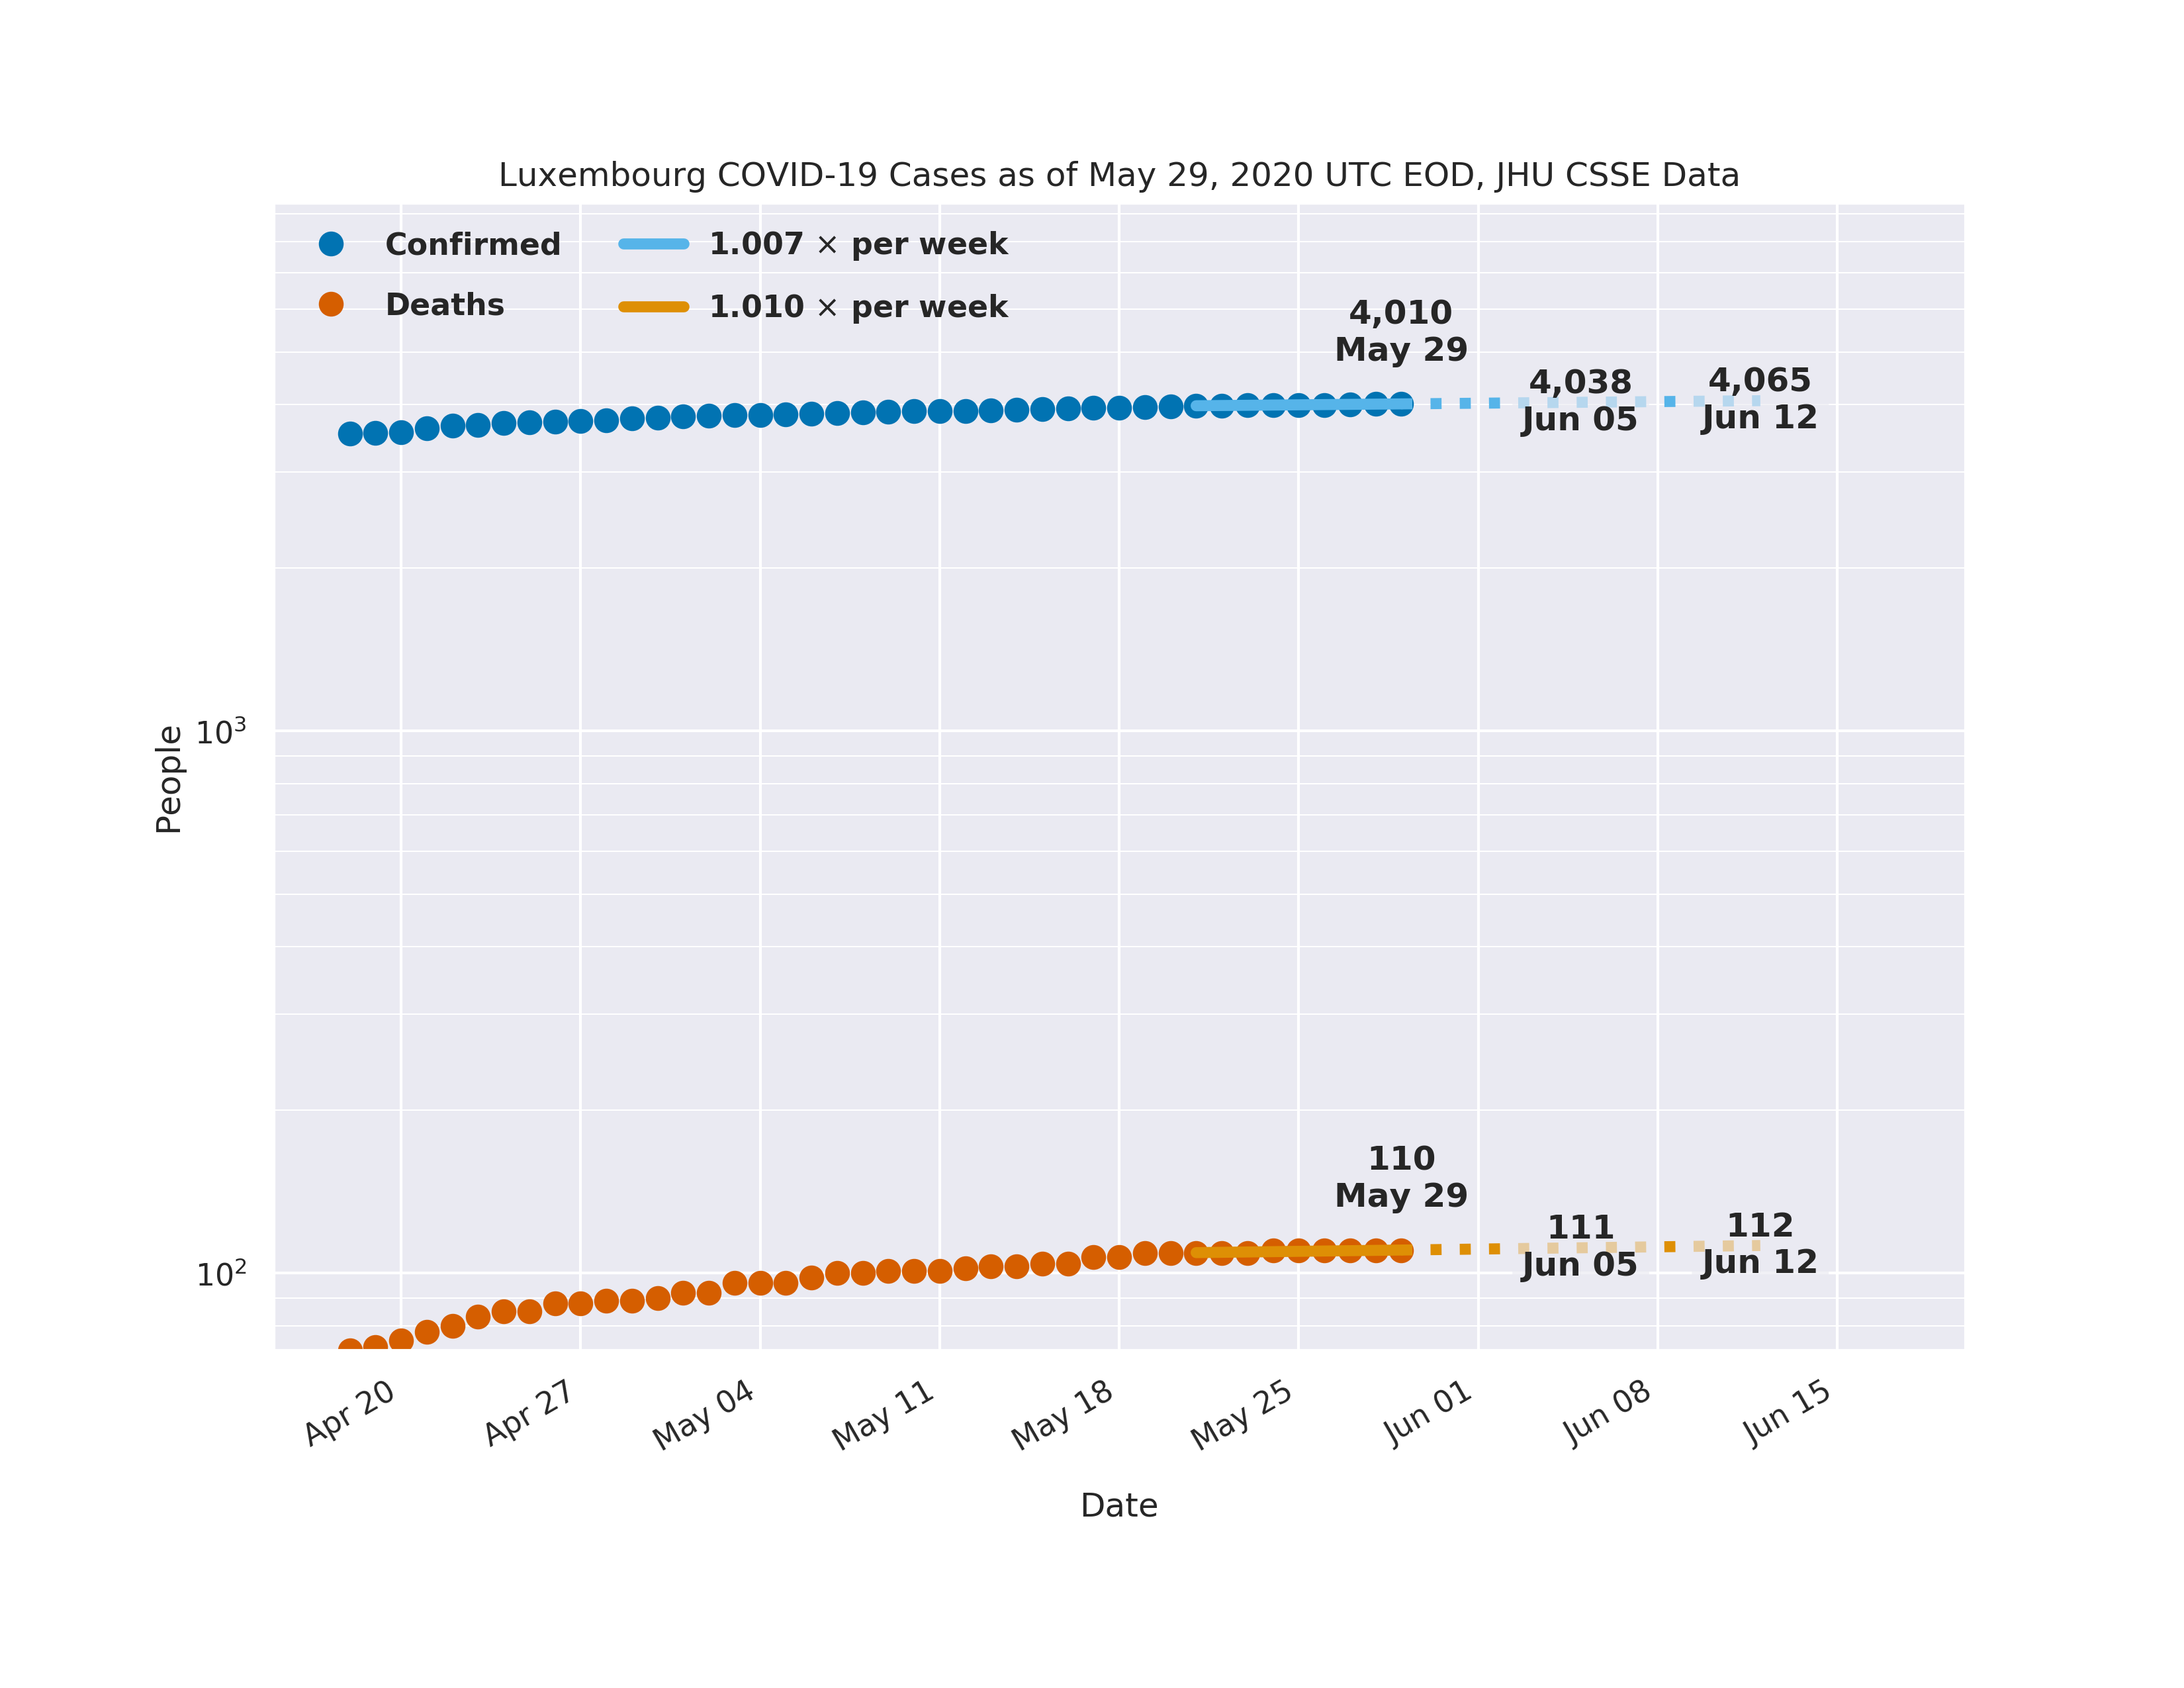 Luxembourg COVID-19 Cases as of May 29, 2020 UTC EOD, JHU CSSE Data
Confirmed
Deaths
1.007 × per week
1.010 × per week
4,010
May 29
4,038
Jun 05
4,065
Jun 12
People
10³
10²
110
May 29
111
Jun 05
112
Jun 12
Apr 20
Apr 27
May 04
May 11
May 18
May 25
Jun 01
Jun 08
Jun 15
Date